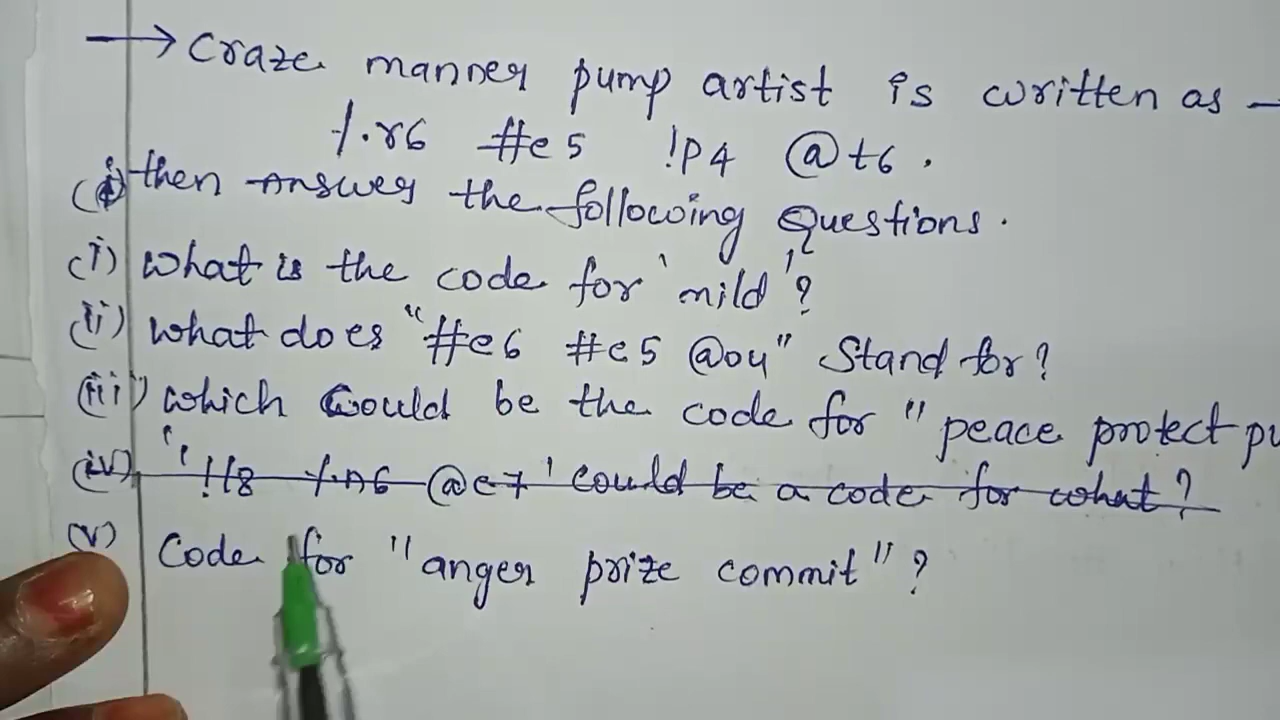 → craze manner pump artist is written as —
%r6 #e5 !p4 @t6.
then Answer the following Questions.
(i) what is the code for 'mild'?
(ii) what does "#e6 #e5 @o4" Stand for?
(iii) which would be the code for "peace protect pu
(iv) "!l8 %n6 @e7' could be a code for what?
(v) Code for "anger prize commit"?